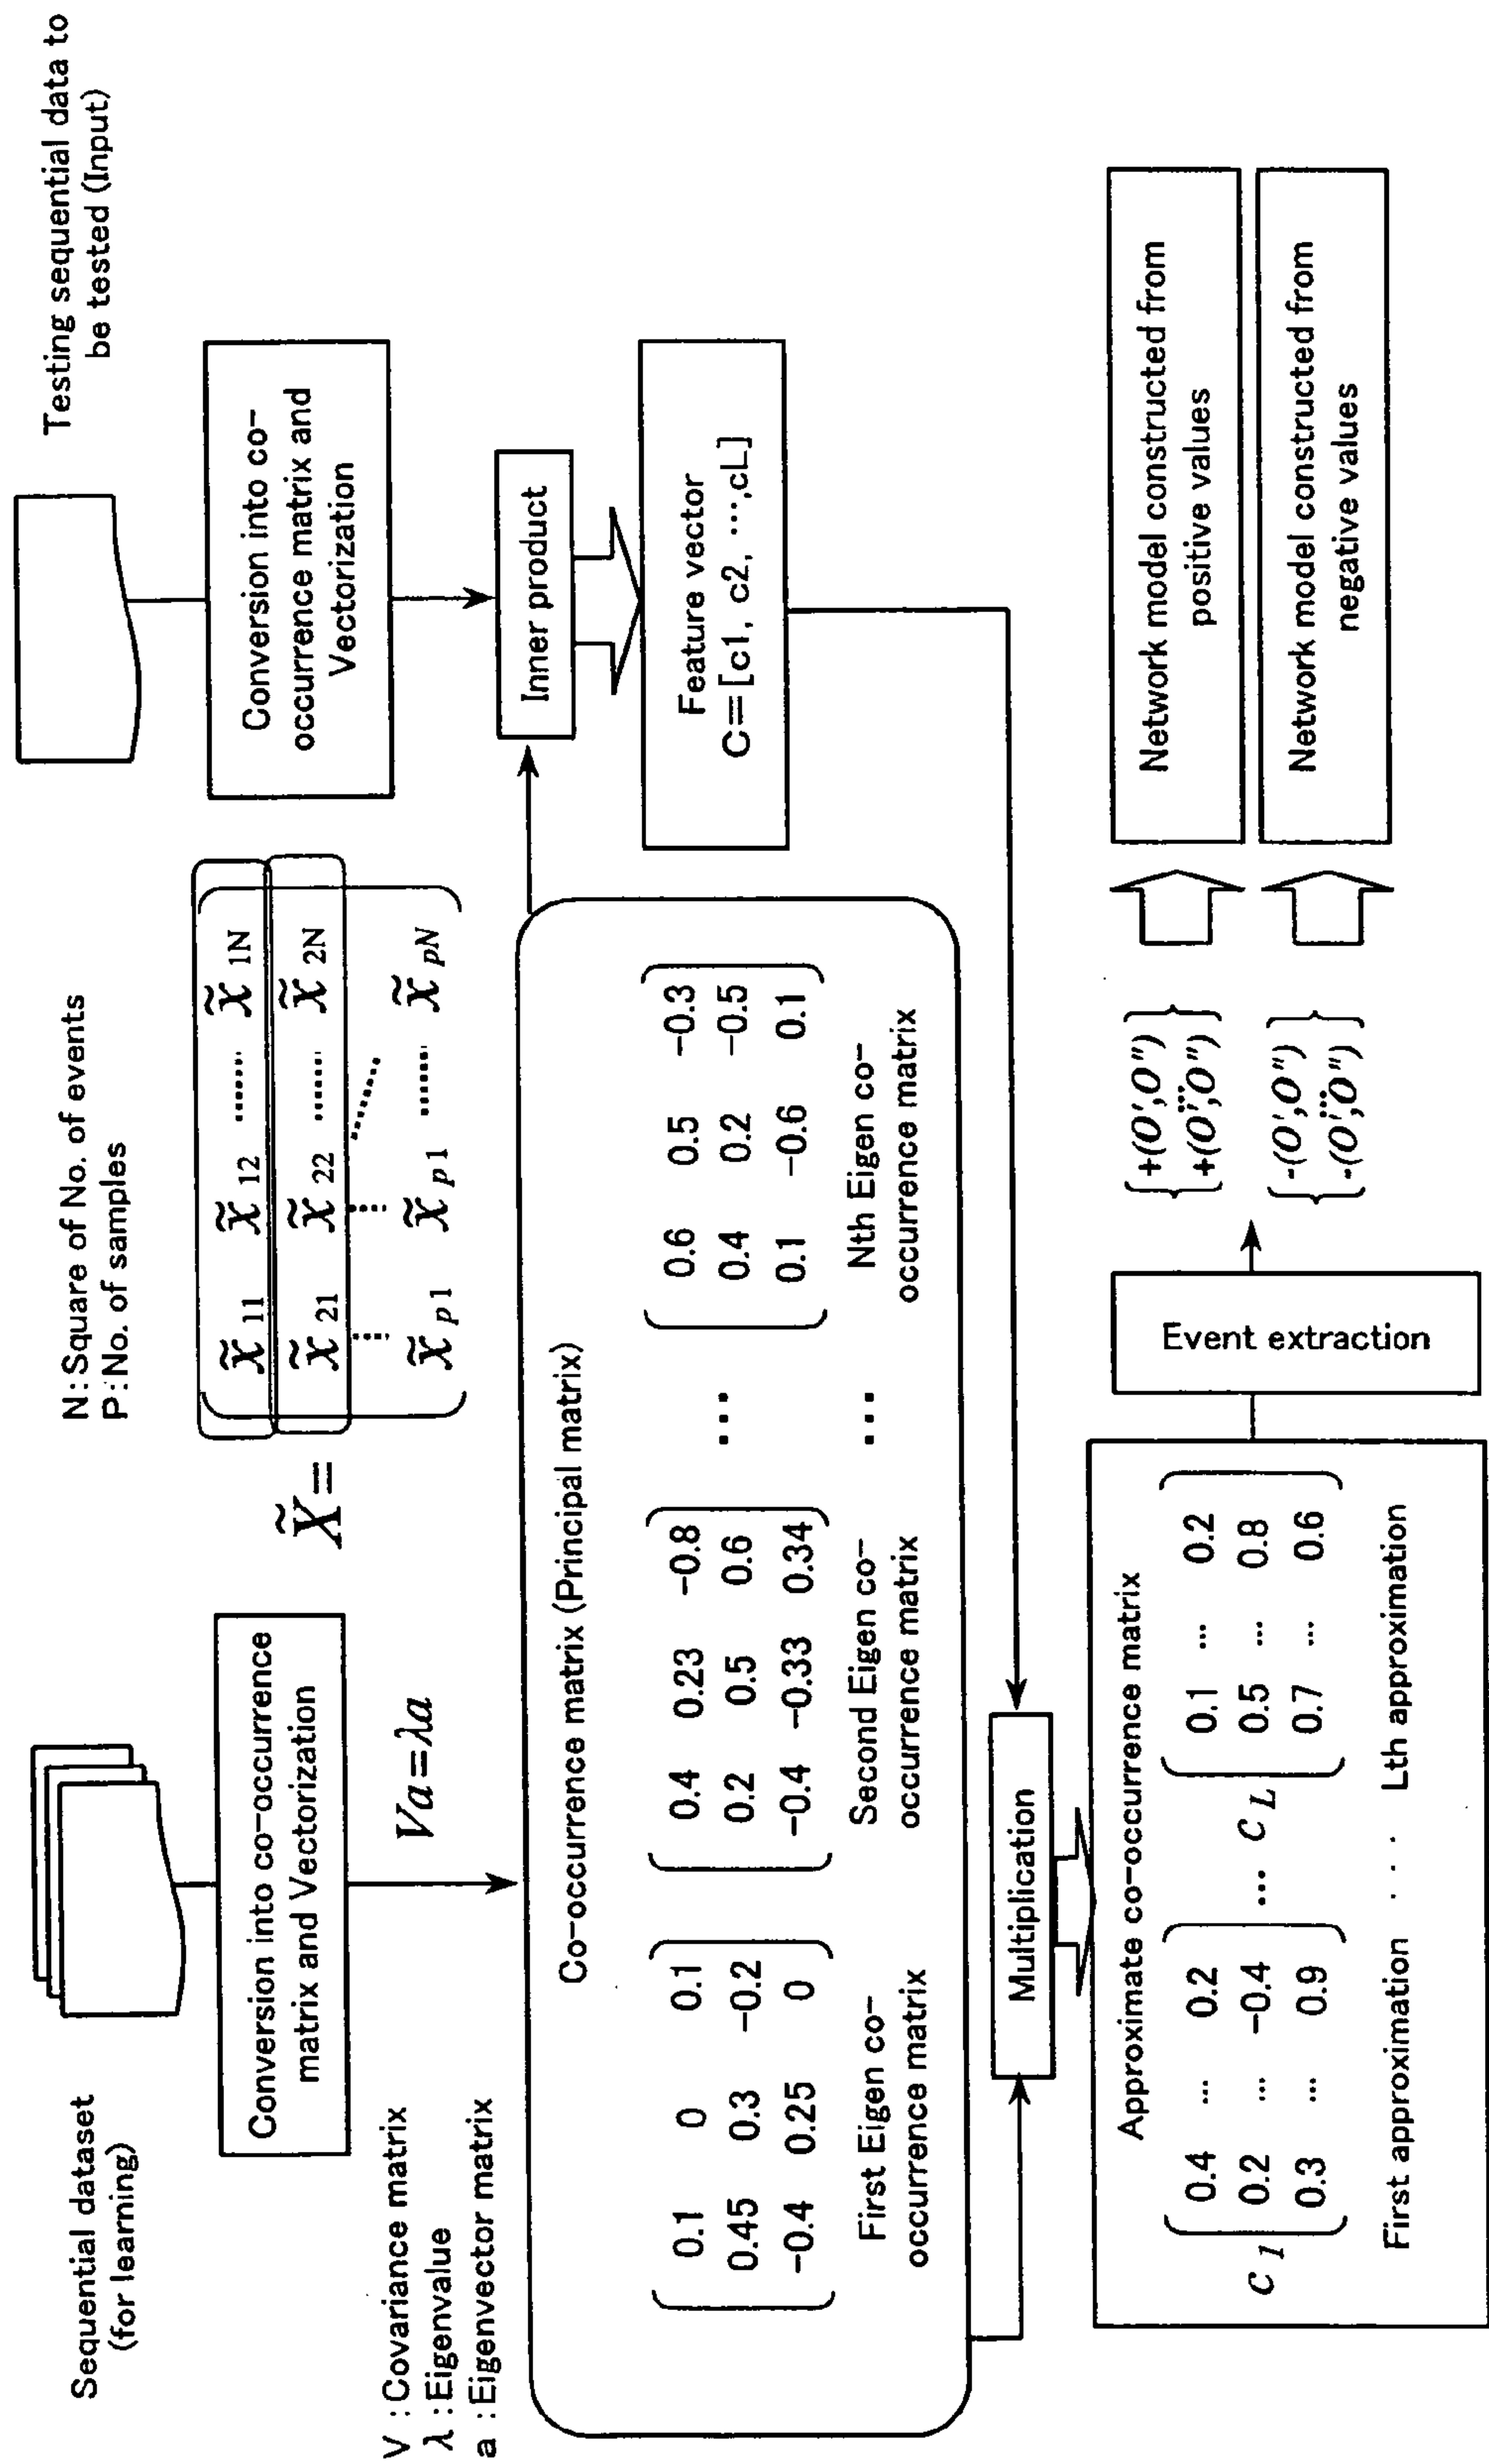 Sequential dataset
(for learning)
Conversion into co-occurrence
matrix and Vectorization
V : Covariance matrix
λ : Eigenvalue
a : Eigenvector matrix
Va=λa
N:Square of No. of events
P:No. of samples
X̃=
x̃11 x̃12 ······· x̃1N
x̃21 x̃22 ······· x̃2N
x̃p1 x̃p1 ······· x̃pN
Testing sequential data to
be tested (Input)
Conversion into co-
occurrence matrix and
Vectorization
Inner product
Feature vector
C=[c1, c2, ···,cL]
Co-occurrence matrix (Principal matrix)
0.1 0 0.1
0.45 0.3 -0.2
-0.4 0.25 0
First Eigen co-
occurrence matrix
0.4 0.23 -0.8
0.2 0.5 0.6
-0.4 -0.33 0.34
Second Eigen co-
occurrence matrix
...
...
0.6 0.5 -0.3
0.4 0.2 -0.5
0.1 -0.6 0.1
Nth Eigen co-
occurrence matrix
Multiplication
Approximate co-occurrence matrix
c1
0.4 ... 0.2
0.2 ... -0.4
0.3 ... 0.9
... cL
0.1 ... 0.2
0.5 ... 0.8
0.7 ... 0.6
First approximation · · · · Lth approximation
Event extraction
{+(O',O'')}
...
{+(O',O'')}
{-(O',O'')}
...
{-(O',O'')}
Network model constructed from
positive values
Network model constructed from
negative values